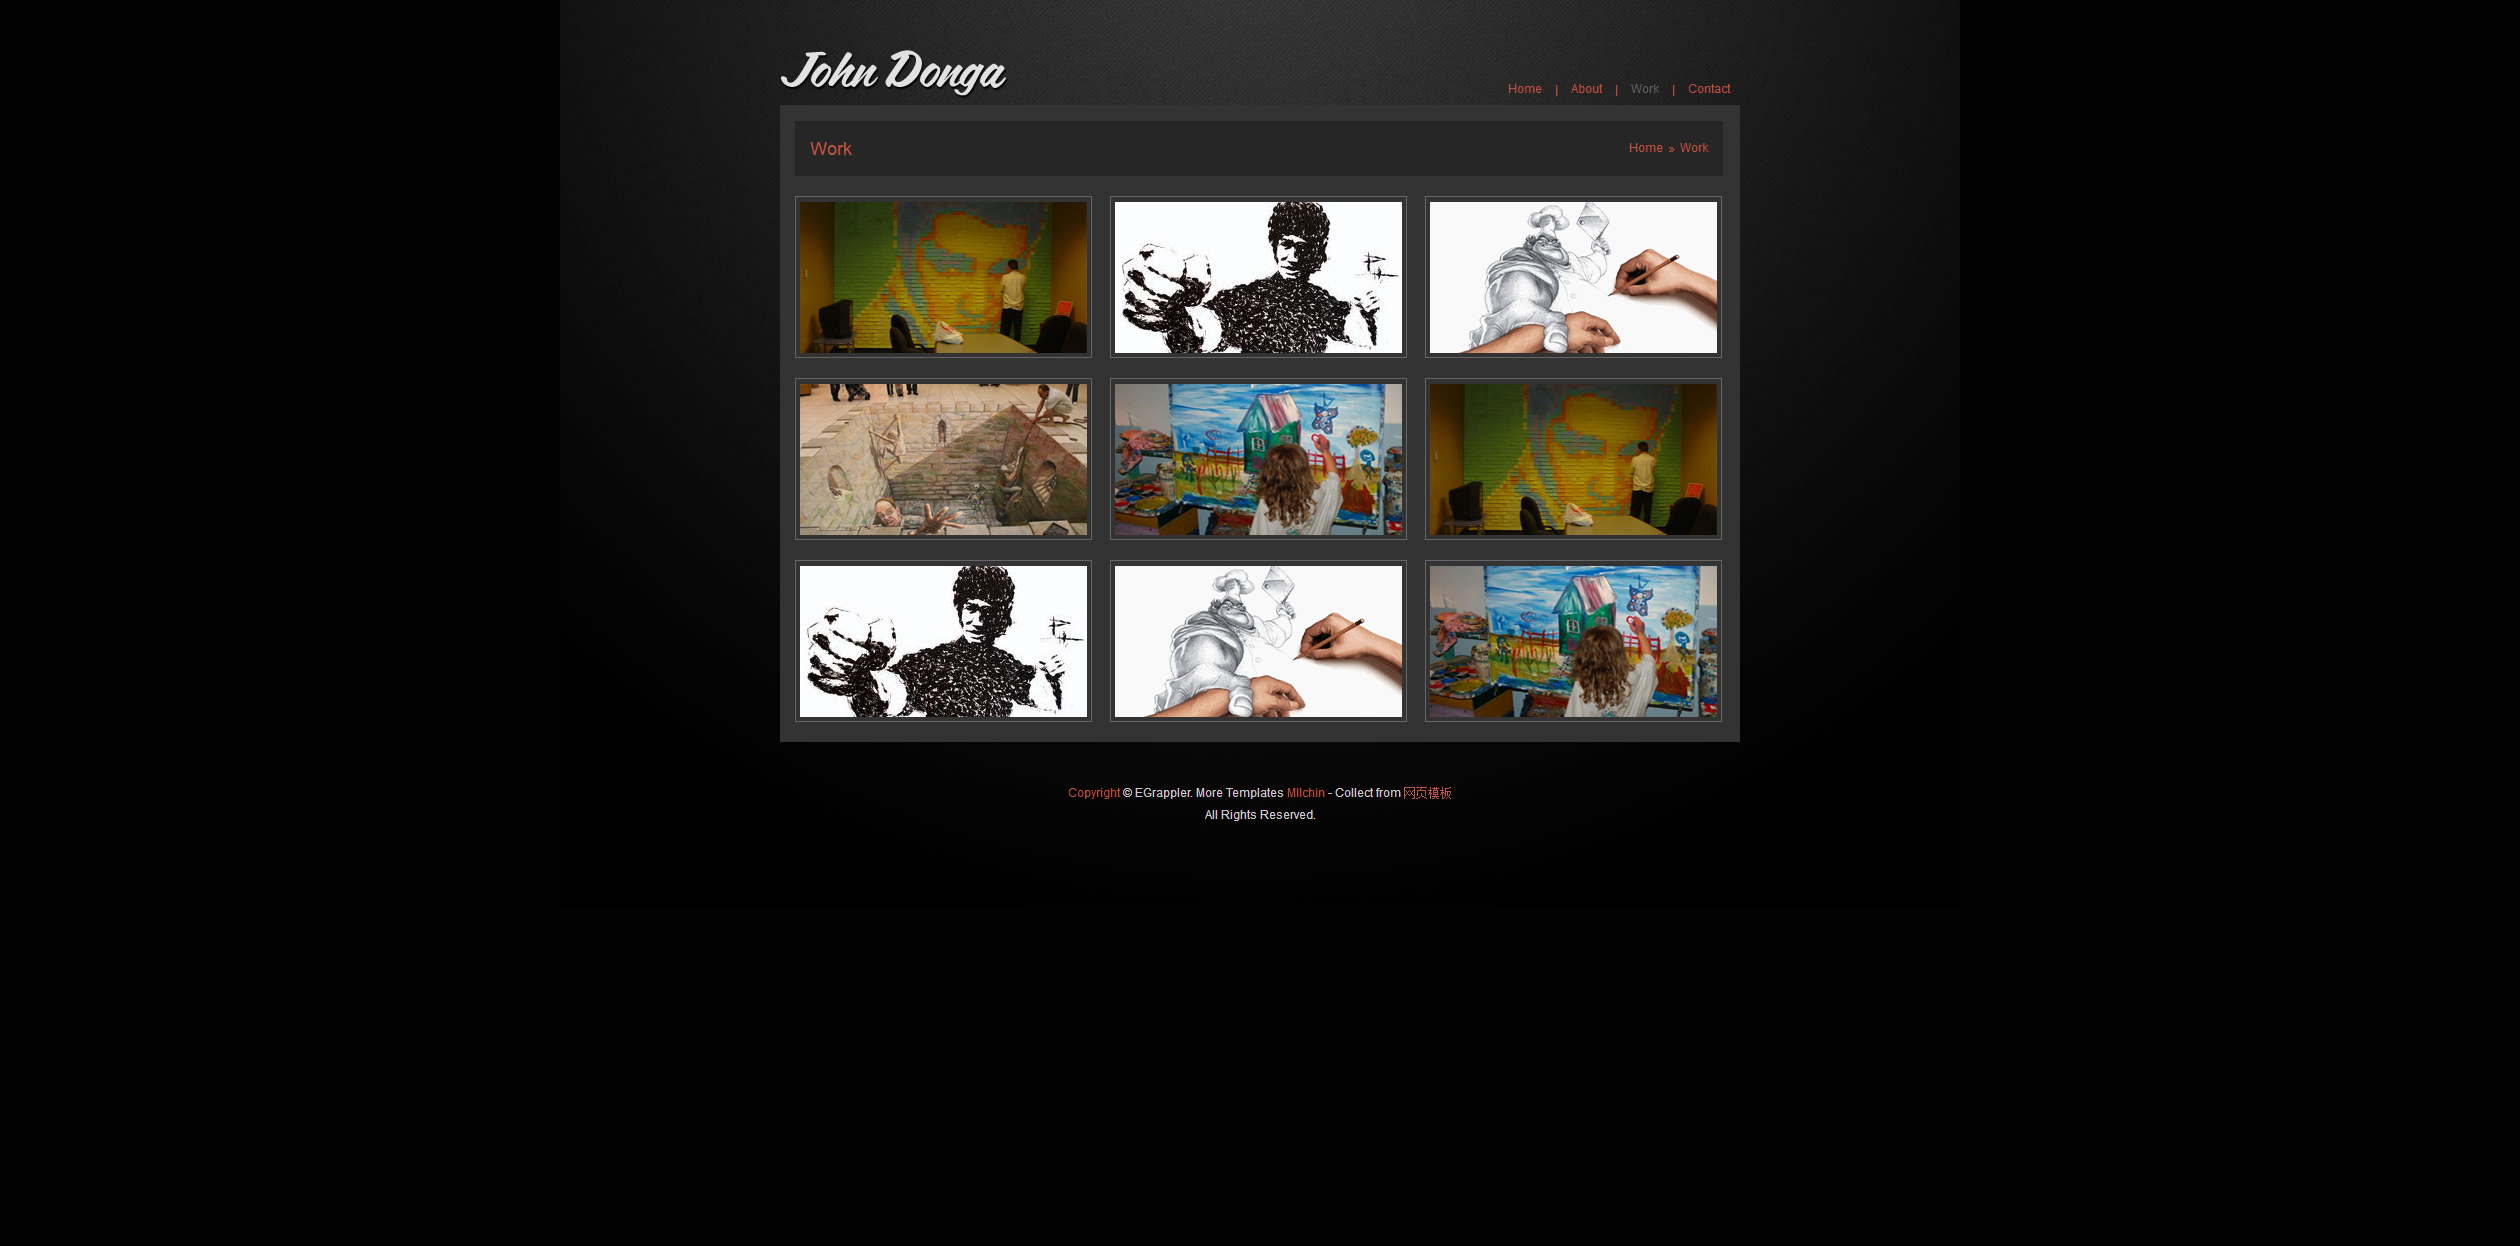 John Donga
Home | About | Work | Contact
Work
Home » Work
Copyright © EGrappler. More Templates MIlchin - Collect from 网页模板
All Rights Reserved.